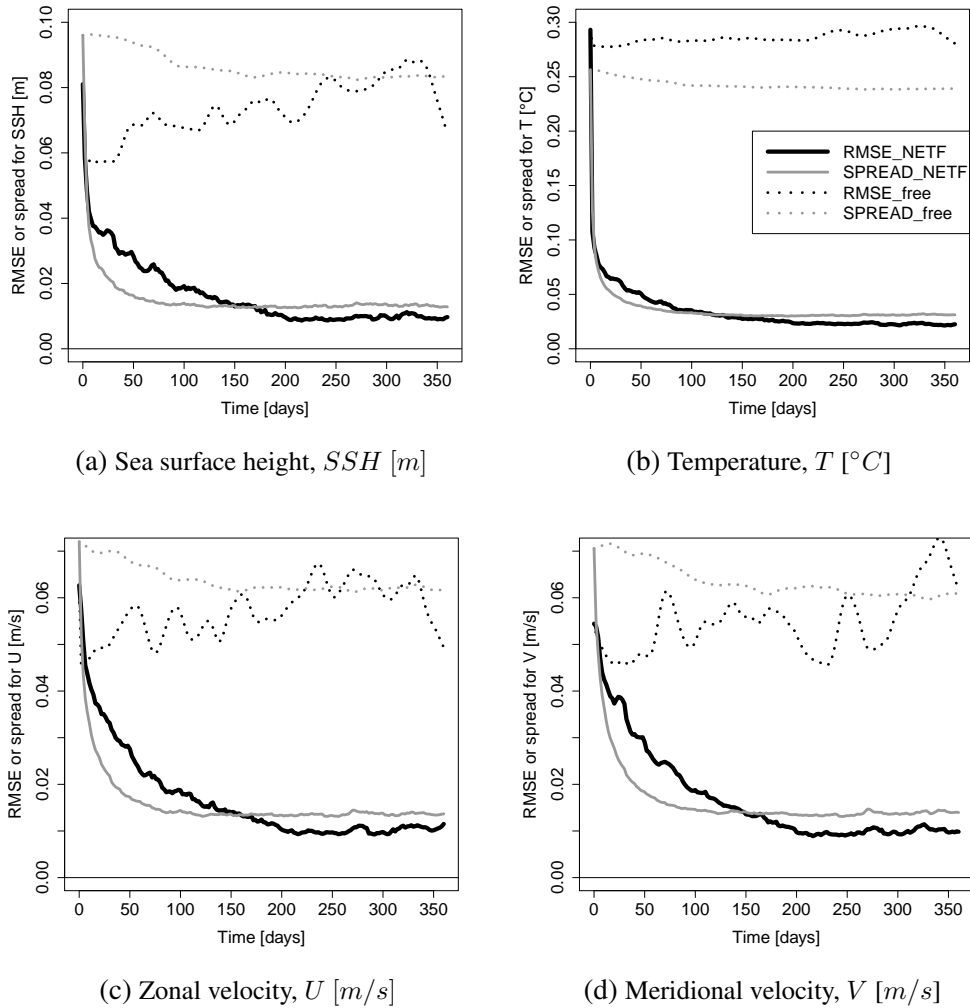 RMSE or spread for SSH [m]
0.00 0.02 0.04 0.06 0.08 0.10
0 50 100 150 200 250 300 350
Time [days]
(a) Sea surface height, SSH [m]
RMSE or spread for T [°C]
0.00 0.05 0.10 0.15 0.20 0.25 0.30
RMSE_NETF
SPREAD_NETF
RMSE_free
SPREAD_free
0 50 100 150 200 250 300 350
Time [days]
(b) Temperature, T [°C]
RMSE or spread for U [m/s]
0.00 0.02 0.04 0.06
0 50 100 150 200 250 300 350
Time [days]
(c) Zonal velocity, U [m/s]
RMSE or spread for V [m/s]
0.00 0.02 0.04 0.06
0 50 100 150 200 250 300 350
Time [days]
(d) Meridional velocity, V [m/s]